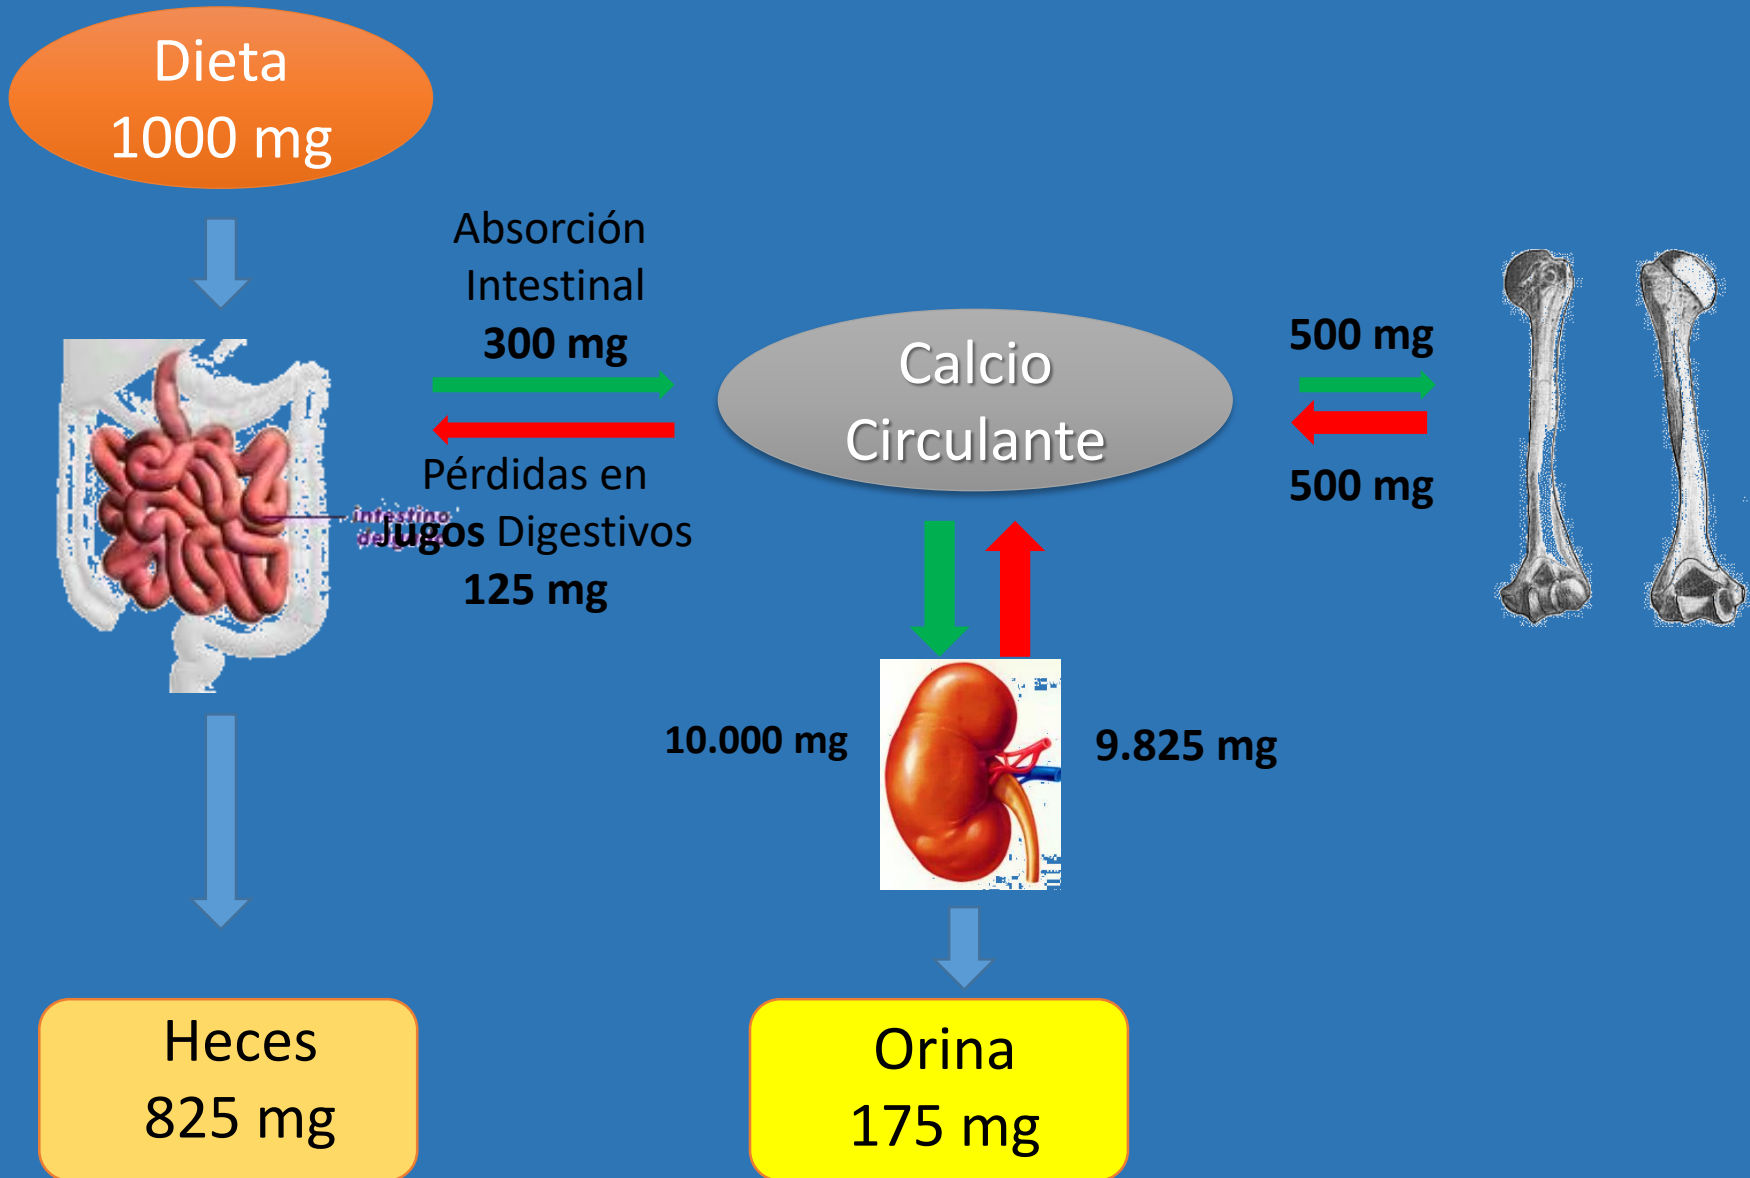 Dieta
1000 mg
Absorción
Intestinal
300 mg
Calcio
Circulante
500 mg
500 mg
Pérdidas en
Jugos Digestivos
125 mg
intestino
10.000 mg
9.825 mg
Heces
825 mg
Orina
175 mg